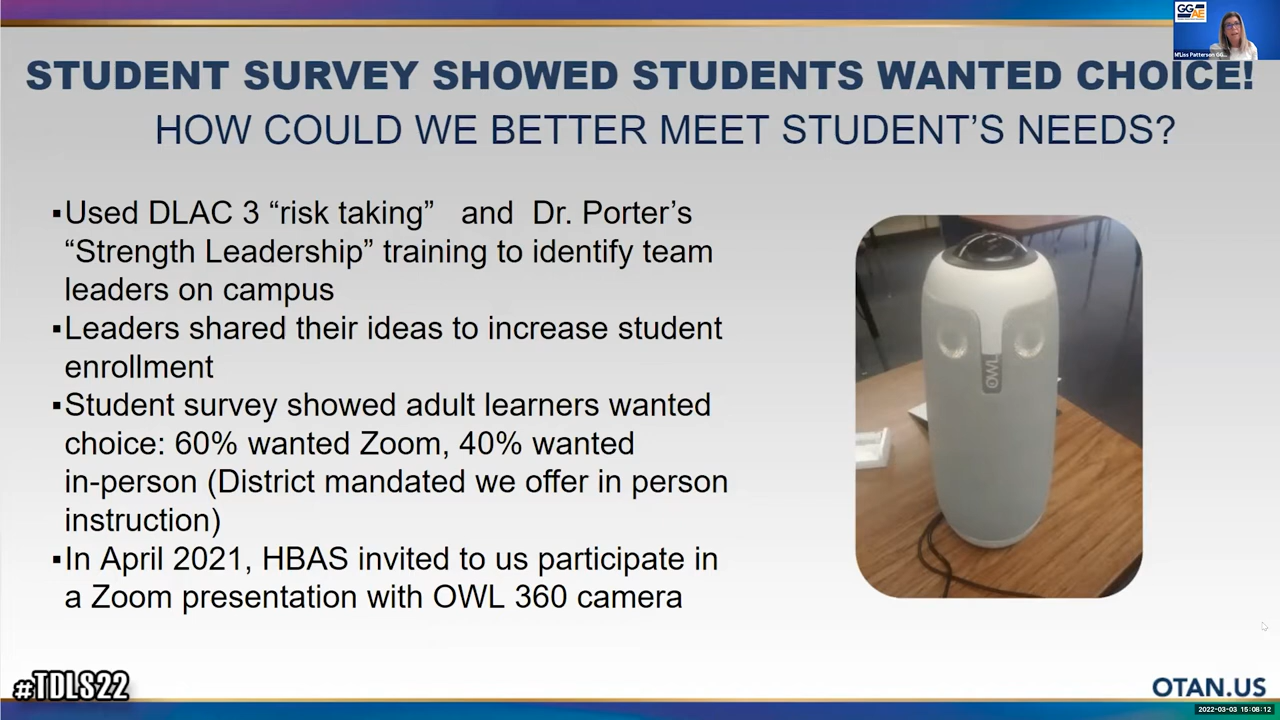 GG
AE
M'Liss Patterson GG...
STUDENT SURVEY SHOWED STUDENTS WANTED CHOICE!
HOW COULD WE BETTER MEET STUDENT'S NEEDS?
▪Used DLAC 3 “risk taking” and Dr. Porter’s
“Strength Leadership” training to identify team
leaders on campus
▪Leaders shared their ideas to increase student
enrollment
▪Student survey showed adult learners wanted
choice: 60% wanted Zoom, 40% wanted
in-person (District mandated we offer in person
instruction)
▪In April 2021, HBAS invited to us participate in
a Zoom presentation with OWL 360 camera
OWL
#TDLS22
OTAN.US
2022-03-03 15:08:12